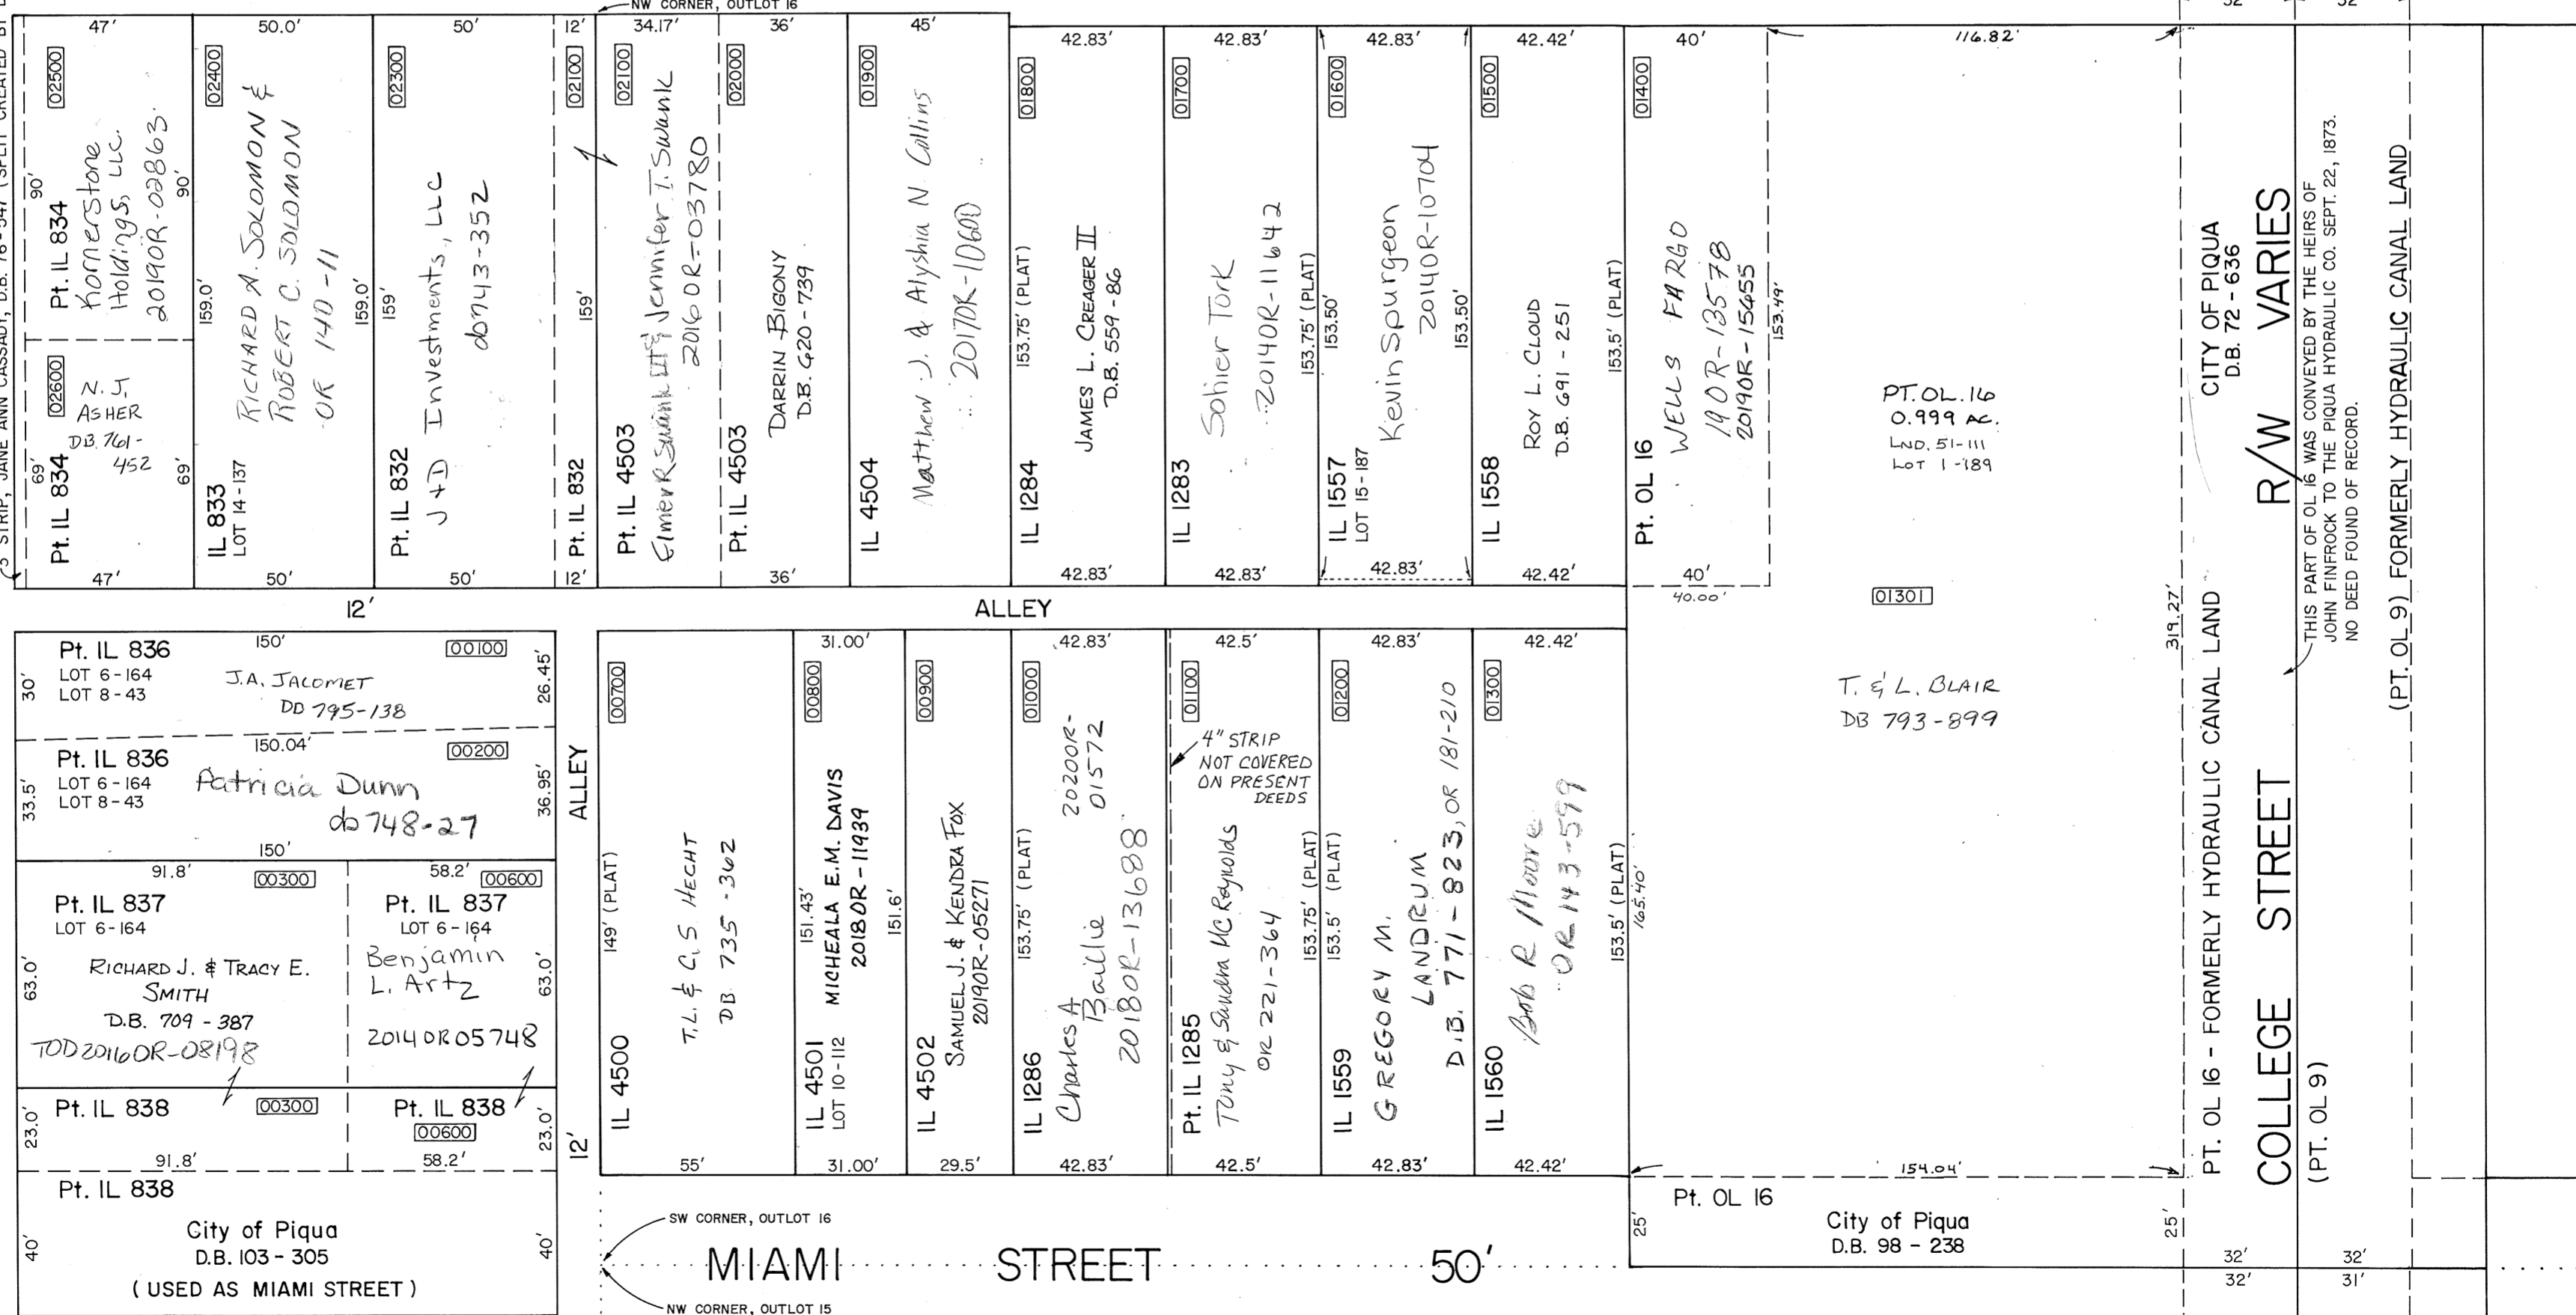 NW CORNER, OUTLOT 16
32'
32'
47'
02500
Pt. IL 834
Kornerstone
Holdings, LLC.
2019OR-02863
90'
90'
02600
N. J.
ASHER
DB. 761-
452
Pt. IL 834
69'
69'
47'
50.0'
02400
RICHARD A. SOLOMON &
ROBERT C. SOLOMON
OR 140-11
159.0'
159.0'
IL 833
LOT 14-137
50'
50'
02300
J+D Investments, LLC
db743-352
159'
Pt. IL 832
50'
12'
02100
159'
Pt. IL 832
12'
34.17'
02100
Elmer R Swank III & Jennifer I. Swank
2016OR-03780
Pt. IL 4503
36'
02000
DARRIN BIGONY
D.B. 620-739
Pt. IL 4503
36'
45'
01900
Matthew J. & Alyshia N. Collins
2017OR-10600
IL 4504
42.83'
01800
153.75' (PLAT)
JAMES L. CREAGER II
D.B. 559-86
IL 1284
42.83'
42.83'
01700
Sohier Tork
2014OR-11642
153.75' (PLAT)
IL 1283
42.83'
42.83'
01600
153.50'
Kevin Spurgeon
2014OR-10704
153.50'
IL 1557
LOT 15-187
42.83'
42.42'
01500
ROY L. CLOUD
D.B. 691-251
153.5' (PLAT)
IL 1558
42.42'
40'
01400
WELLS FARGO
19OR-13578
2019OR-15655
153.49'
Pt. OL 16
40'
40.00'
116.82'
PT. OL. 16
0.999 AC.
LND. 51-111
LOT 1-189
01301
319.27'
T. & L. BLAIR
DB 793-899
165.40'
154.04'
CITY OF PIQUA
D.B. 72-636
R/W VARIES
THIS PART OF OL 16 WAS CONVEYED BY THE HEIRS OF
JOHN FINFROCK TO THE PIQUA HYDRAULIC CO. SEPT. 22, 1873.
NO DEED FOUND OF RECORD.
(PT. OL 9) FORMERLY HYDRAULIC CANAL LAND
PT. OL 16 - FORMERLY HYDRAULIC CANAL LAND
COLLEGE STREET
(PT. OL 9)
12'
ALLEY
Pt. IL 836
LOT 6-164
LOT 8-43
150'
00100
J.A. JACOMET
DB 795-138
30'
26.45'
Pt. IL 836
LOT 6-164
LOT 8-43
150.04'
00200
Patricia Dunn
db 748-27
33.5'
36.95'
150'
91.8'
00300
Pt. IL 837
LOT 6-164
RICHARD J. & TRACY E.
SMITH
D.B. 709 - 387
TOD 2016OR-08198
63.0'
58.2'
00600
Pt. IL 837
LOT 6-164
Benjamin
L. Artz
2014OR05748
63.0'
Pt. IL 838
00300
23.0'
91.8'
Pt. IL 838
00600
23.0'
58.2'
Pt. IL 838
City of Piqua
D.B. 103 - 305
( USED AS MIAMI STREET )
40'
40'
ALLEY
12'
00700
149' (PLAT)
T.L. & C.S HECHT
DB 735-362
IL 4500
55'
31.00'
00800
151.43'
MICHEALA E.M. DAVIS
2018OR-11939
151.6'
IL 4501
LOT 10-112
31.00'
00900
SAMUEL J. & KENDRA FOX
2019OR-05271
IL 4502
29.5'
42.83'
01000
2020OR-
01572
153.75' (PLAT)
Charles A
Baillie
2018OR-13688
IL 1286
42.83'
42.5'
01100
4" STRIP
NOT COVERED
ON PRESENT
DEEDS
Tony & Sandra McReynolds
OR 221-364
153.75' (PLAT)
Pt. IL 1285
42.5'
42.83'
01200
153.5' (PLAT)
GREGORY M.
LANDRUM
D.B. 771-823, OR 181-210
IL 1559
42.83'
42.42'
01300
Bob R Moore
OR 143-599
153.5' (PLAT)
IL 1560
42.42'
SW CORNER, OUTLOT 16
MIAMI STREET 50'
NW CORNER, OUTLOT 15
Pt. OL 16
City of Piqua
D.B. 98 - 238
25'
25'
32'
32'
32'
31'